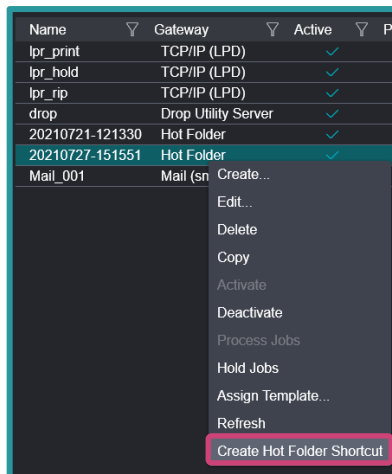 Name Gateway Active P
lpr_print TCP/IP (LPD)
lpr_hold TCP/IP (LPD)
lpr_rip TCP/IP (LPD)
drop Drop Utility Server
20210721-121330 Hot Folder
20210727-151551 Hot Folder
Mail_001 Mail (sm
Create...
Edit...
Delete
Copy
Activate
Deactivate
Process Jobs
Hold Jobs
Assign Template...
Refresh
Create Hot Folder Shortcut